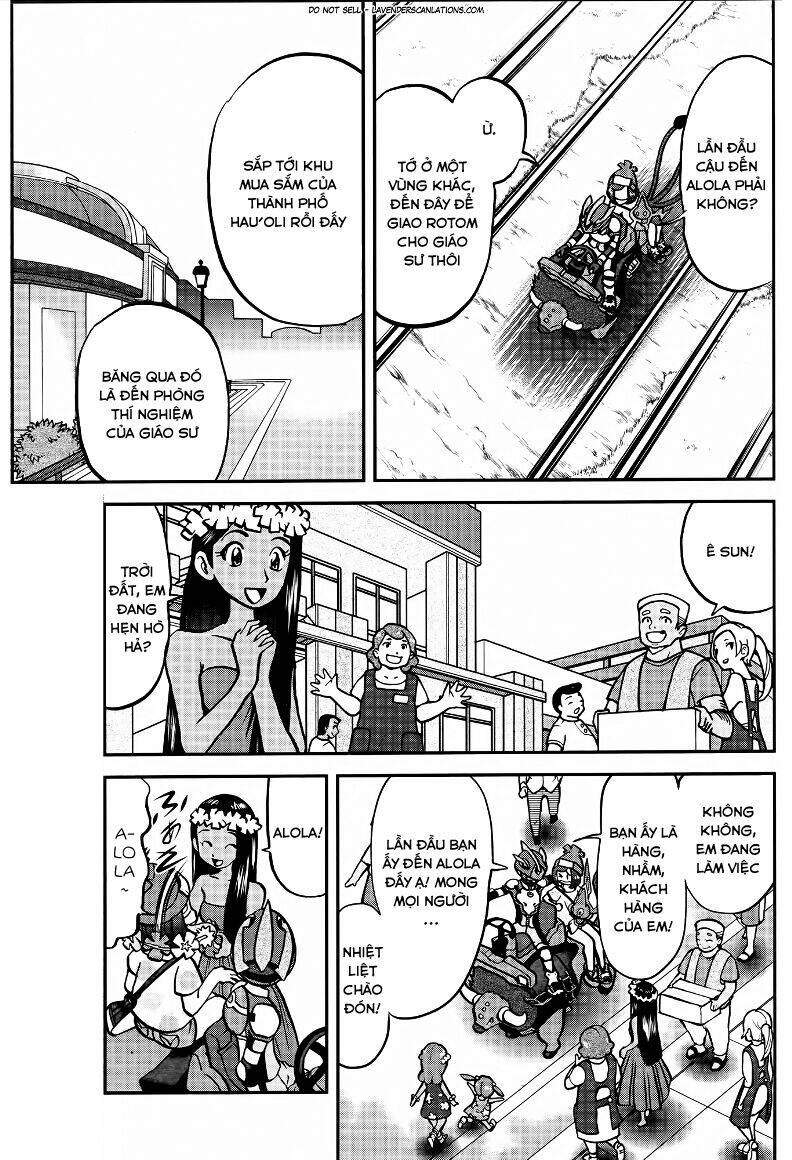 DO NOT SELL - LAVENDERSCANLATIONS.COM
LẦN ĐẦU
CẬU ĐẾN
ALOLA PHẢI
KHÔNG?
Ừ.
TỚ Ở MỘT
VÙNG KHÁC,
ĐẾN ĐÂY ĐỂ
GIAO ROTOM
CHO GIÁO
SƯ THÔI
SẮP TỚI KHU
MUA SẮM CỦA
THÀNH PHỐ
HAU'OLI RỒI ĐẤY
BĂNG QUA ĐÓ
LÀ ĐẾN PHÒNG
THÍ NGHIỆM
CỦA GIÁO SƯ
Ê SUN!
TRỜI
ĐẤT, EM
ĐANG
HẸN HÒ
HẢ?
KHÔNG
KHÔNG,
EM ĐANG
LÀM VIỆC
BẠN ẤY LÀ
HÀNG,
NHẦM,
KHÁCH
HÀNG
CỦA EM!
LẦN ĐẦU BẠN
ẤY ĐẾN ALOLA
ĐẤY Ạ! MONG
MỌI NGƯỜI
...
NHIỆT
LIỆT
CHÀO
ĐÓN!
ALOLA!
A-
LO
LA
~